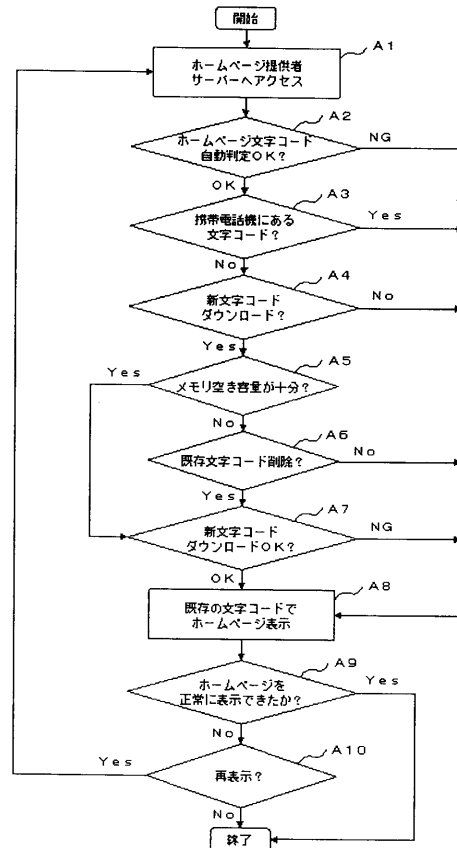 開始
A1
ホームページ提供者
サーバーへアクセス
A2
ホームページ文字コード
自動判定OK?
NG
OK
A3
携帯電話機にある
文字コード?
Yes
No
A4
新文字コード
ダウンロード?
No
Yes
A5
Yes
メモリ空き容量が十分?
No
A6
既存文字コード削除?
No
Yes
A7
新文字コード
ダウンロードOK?
NG
OK
A8
既存の文字コードで
ホームページ表示
A9
ホームページを
正常に表示できたか?
Yes
No
A10
Yes
再表示?
No
終了